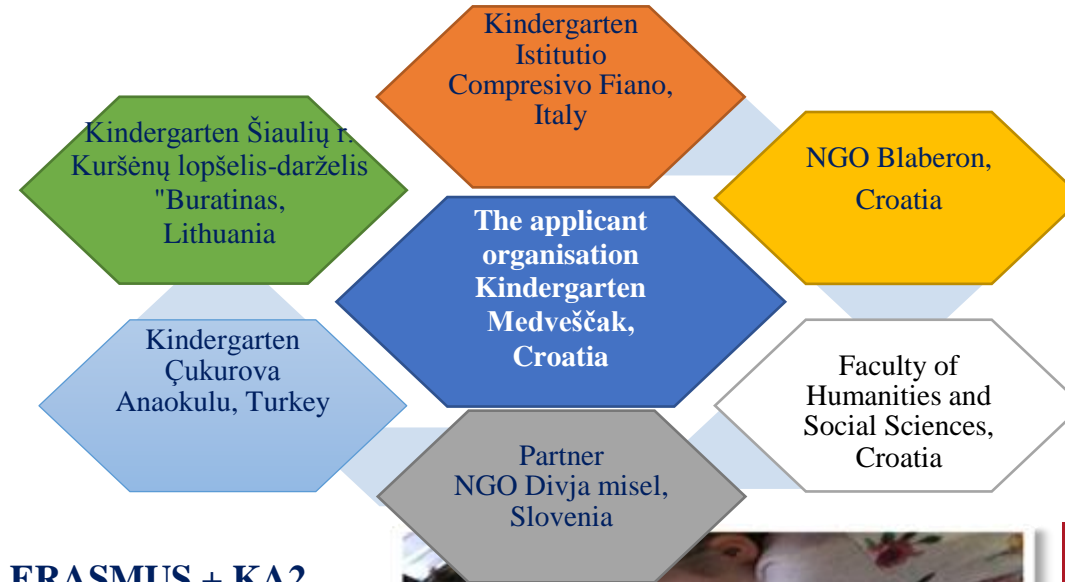 Kindergarten
Istitutio
Compresivo Fiano,
Italy
Kindergarten Šiaulių r.
Kuršėnų lopšelis-darželis
"Buratinas,
Lithuania
NGO Blaberon,
Croatia
The applicant
organisation
Kindergarten
Medveščak,
Croatia
Kindergarten
Çukurova
Anaokulu, Turkey
Faculty of
Humanities and
Social Sciences,
Croatia
Partner
NGO Divja misel,
Slovenia
ERASMUS + KA2